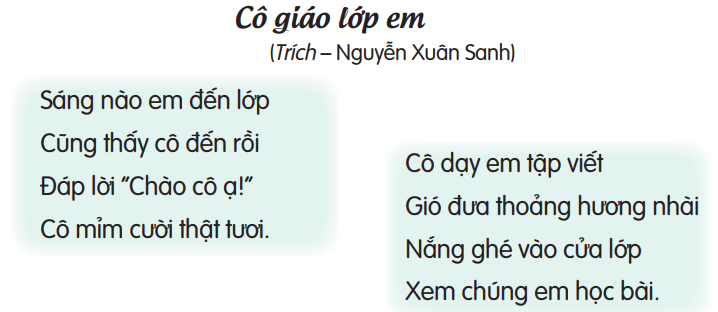 Cô giáo lớp em
(Trích – Nguyễn Xuân Sanh)
Sáng nào em đến lớp
Cũng thấy cô đến rồi
Đáp lời “Chào cô ạ!”
Cô mỉm cười thật tươi.
Cô dạy em tập viết
Gió đưa thoảng hương nhài
Nắng ghé vào cửa lớp
Xem chúng em học bài.